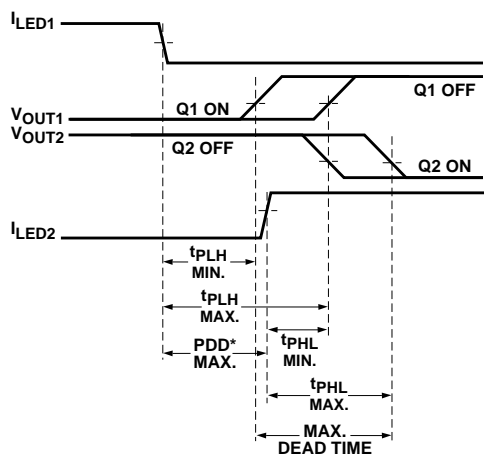 ILED1
Q1 ON
Q1 OFF
VOUT1
VOUT2
Q2 OFF
Q2 ON
ILED2
tPLH
MIN.
tPLH
MAX.
tPHL
MIN.
PDD*
MAX.
tPHL
MAX.
MAX.
DEAD TIME